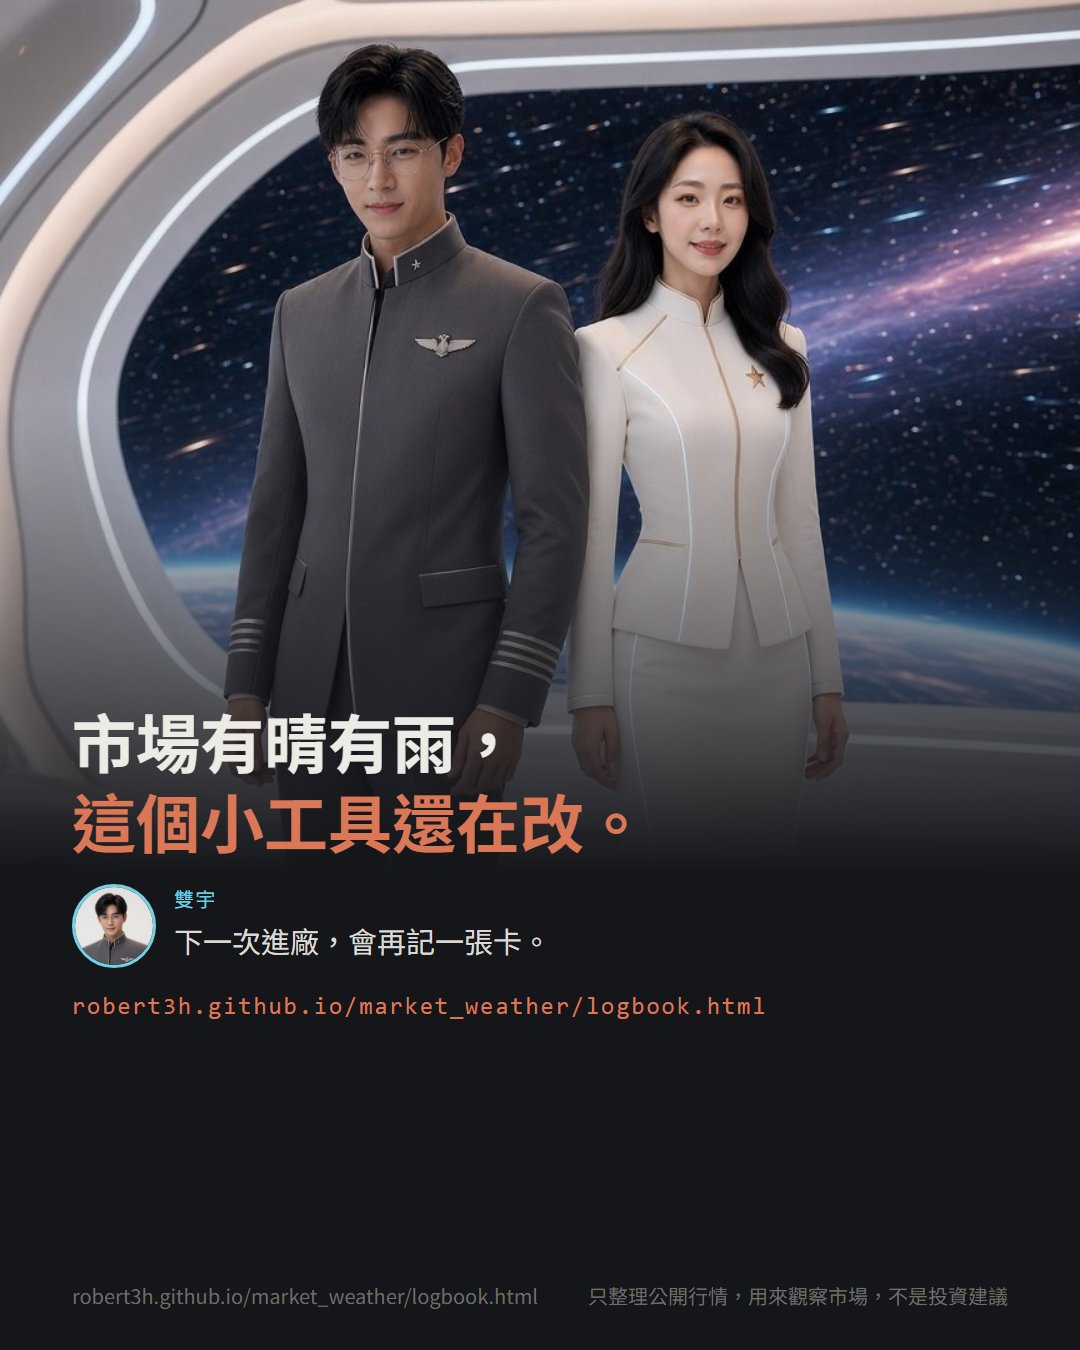 市場有晴有雨，
這個小工具還在改。
雙宇
下一次進廠，會再記一張卡。
robert3h.github.io/market_weather/logbook.html
robert3h.github.io/market_weather/logbook.html
只整理公開行情，用來觀察市場，不是投資建議